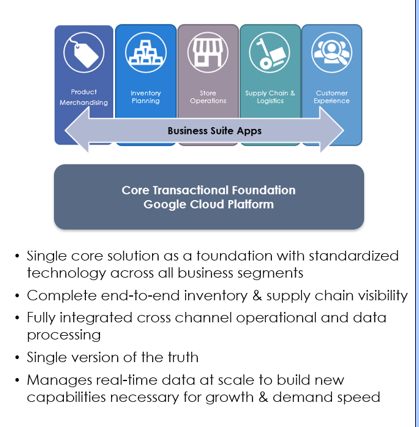 Product
Merchandising
Inventory
Planning
Store
Operations
Supply Chain &
Logistics
Customer
Experience
Business Suite Apps
Core Transactional Foundation
Google Cloud Platform
• Single core solution as a foundation with standardized
technology across all business segments
• Complete end-to-end inventory & supply chain visibility
• Fully integrated cross channel operational and data
processing
• Single version of the truth
• Manages real-time data at scale to build new
capabilities necessary for growth & demand speed